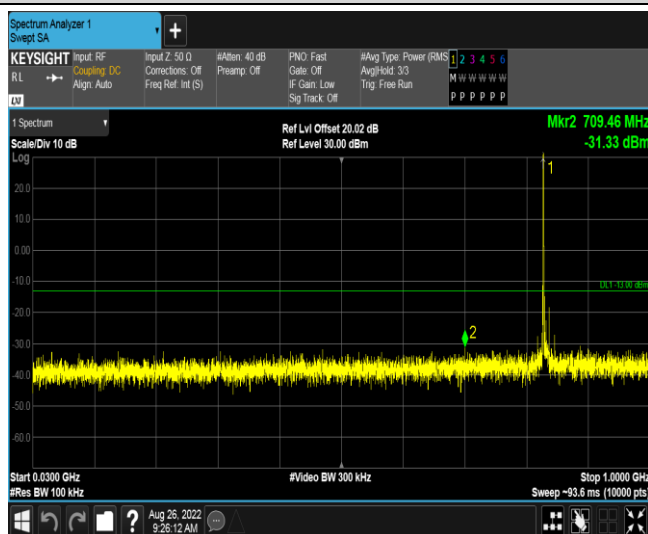 Spectrum Analyzer 1
Swept SA
+
KEYSIGHT Input: RF Input Z: 50 Ω #Atten: 40 dB PNO: Fast #Avg Type: Power (RMS 1 2 3 4 5 6
RL Coupling: DC Corrections: Off Preamp: Off Gate: Off Avg|Hold: 3/3 M W W W W W
Align: Auto Freq Ref: Int (S) IF Gain: Low Trig: Free Run
Sig Track: Off P P P P P P
LXI
1 Spectrum Ref Lvl Offset 20.02 dB Mkr2 709.46 MHz
Scale/Div 10 dB Ref Level 30.00 dBm -31.33 dBm
Log
1
20.0
10.0
0.00
-10.0 DL1 -13.00 dBm
-20.0
-30.0 2
-40.0
-50.0
-60.0
Start 0.0300 GHz #Video BW 300 kHz Stop 1.0000 GHz
#Res BW 100 kHz Sweep ~93.6 ms (10000 pts)
? Aug 26, 2022
9:26:12 AM